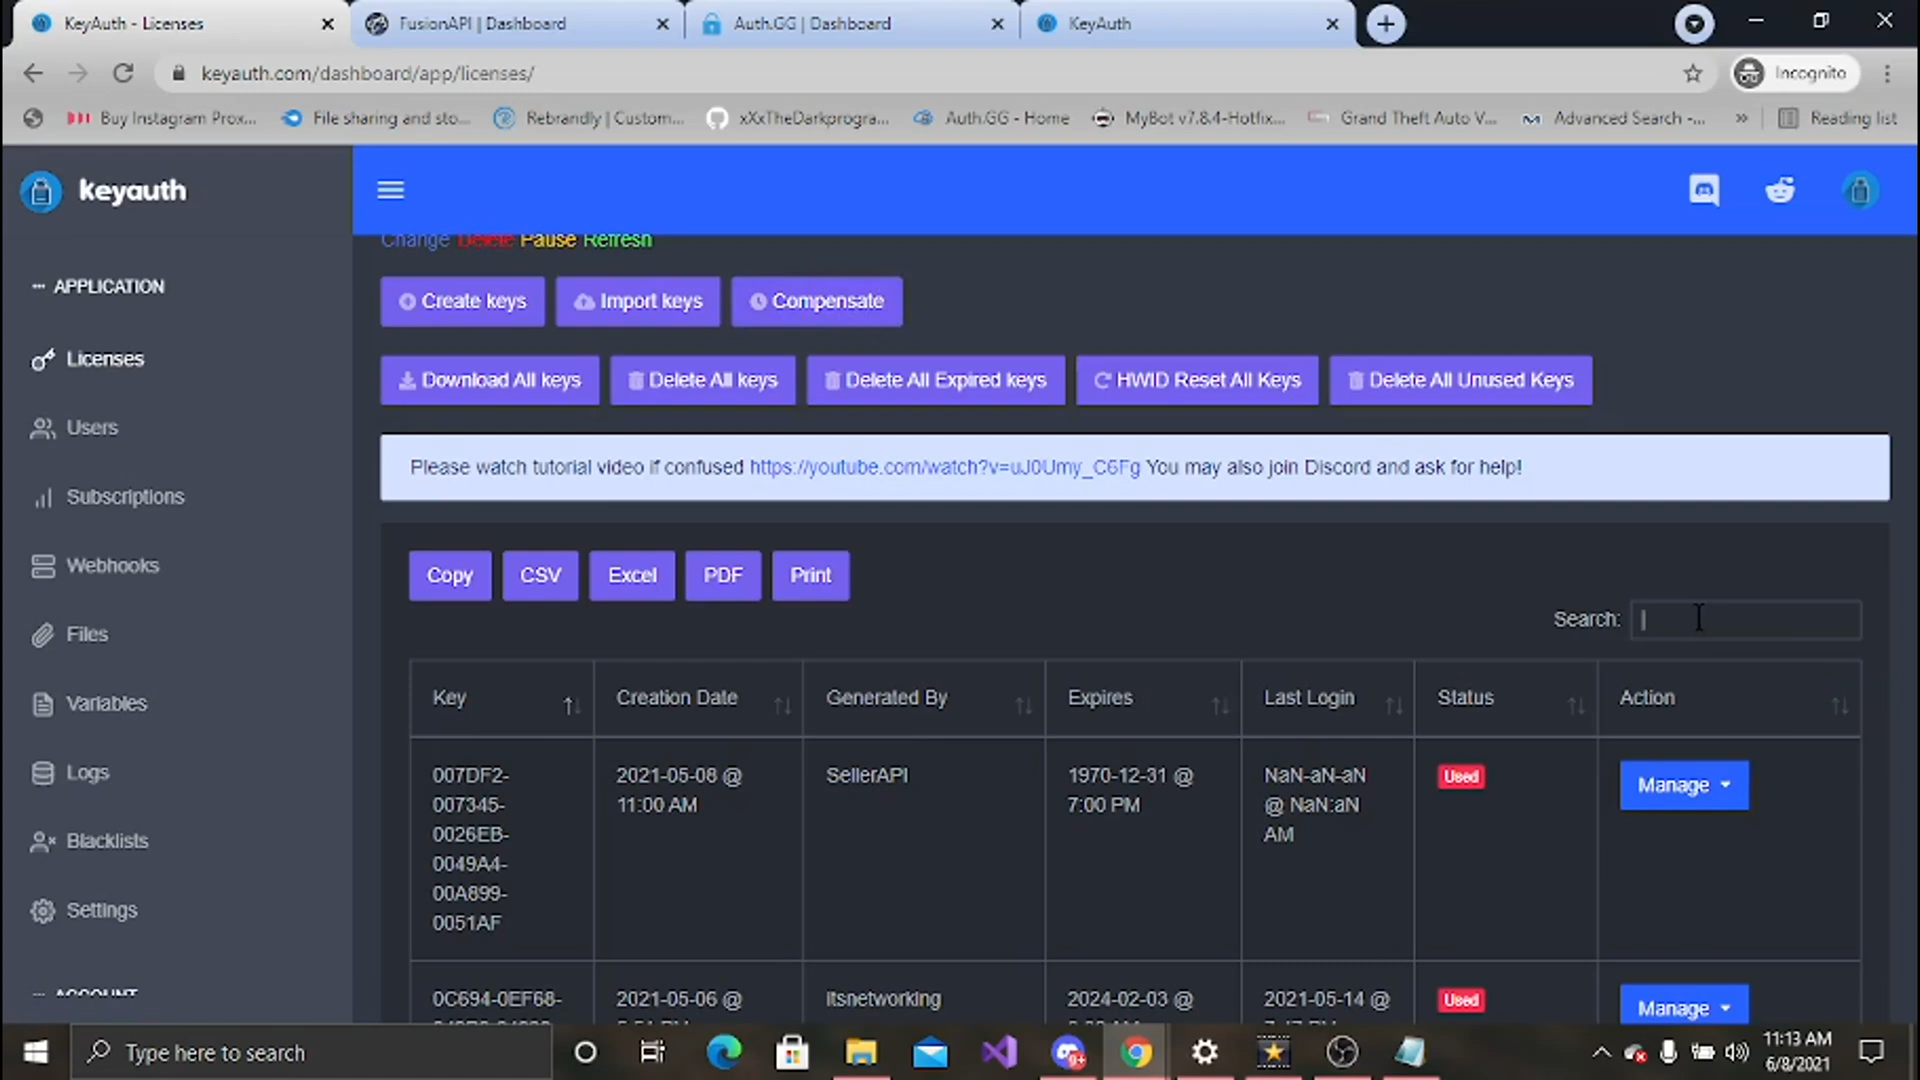 KeyAuth - Licenses
FusionAPI | Dashboard
Auth.GG | Dashboard
KeyAuth
keyauth.com/dashboard/app/licenses/
Incognito
Buy Instagram Prox...
File sharing and sto...
Rebrandly | Custom...
xXxTheDarkprogra...
Auth.GG - Home
MyBot v7.8.4-Hotfix...
Grand Theft Auto V...
Advanced Search -...
»
Reading list
keyauth
Change Delete Pause Refresh
--- APPLICATION
Licenses
Users
Subscriptions
Webhooks
Files
Variables
Logs
Blacklists
Settings
--- ACCOUNT
Create keys
Import keys
Compensate
Download All keys
Delete All keys
Delete All Expired keys
HWID Reset All Keys
Delete All Unused Keys
Please watch tutorial video if confused https://youtube.com/watch?v=uJ0Umy_C6Fg You may also join Discord and ask for help!
Copy
CSV
Excel
PDF
Print
Search:
Key
Creation Date
Generated By
Expires
Last Login
Status
Action
007DF2-
007345-
0026EB-
0049A4-
00A899-
0051AF
2021-05-08 @
11:00 AM
SellerAPI
1970-12-31 @
7:00 PM
NaN-aN-aN
@ NaN:aN
AM
Used
Manage
0C694-0EF68-
2021-05-06 @
itsnetworking
2024-02-03 @
2021-05-14 @
Used
Manage
Type here to search
9+
11:13 AM
6/8/2021